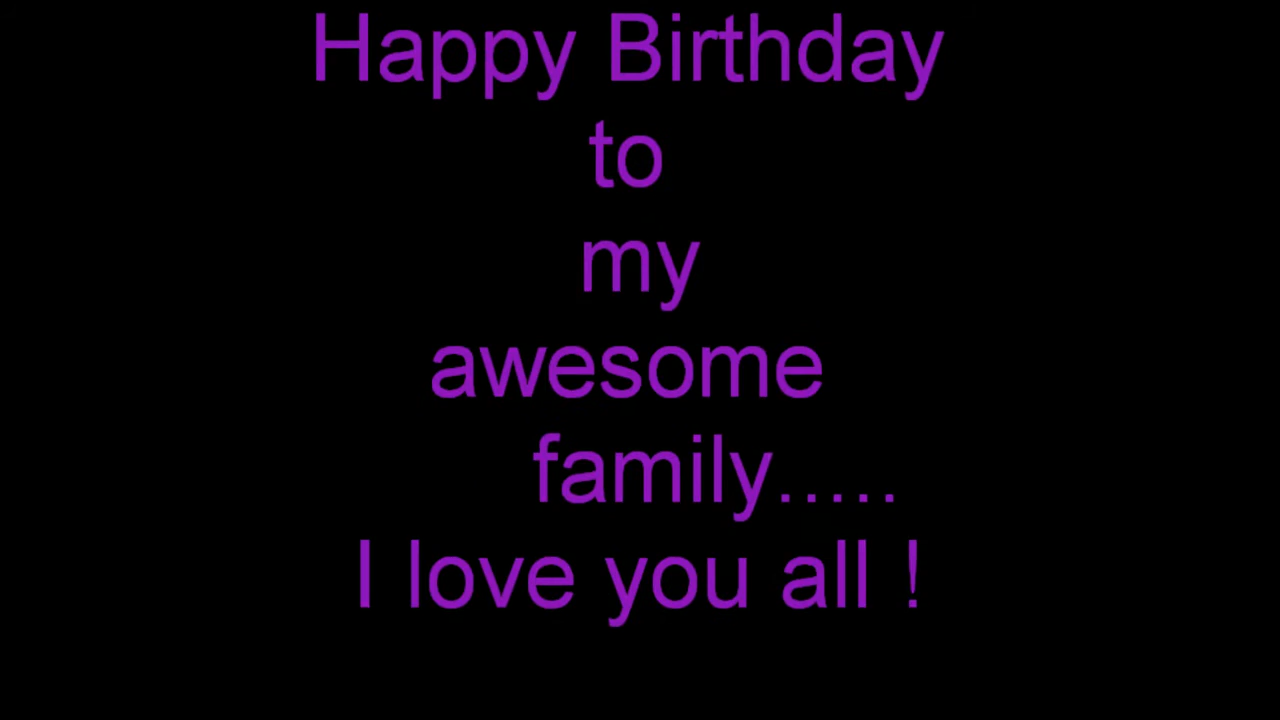 Happy Birthday
to
my
awesome
family.....
I love you all !